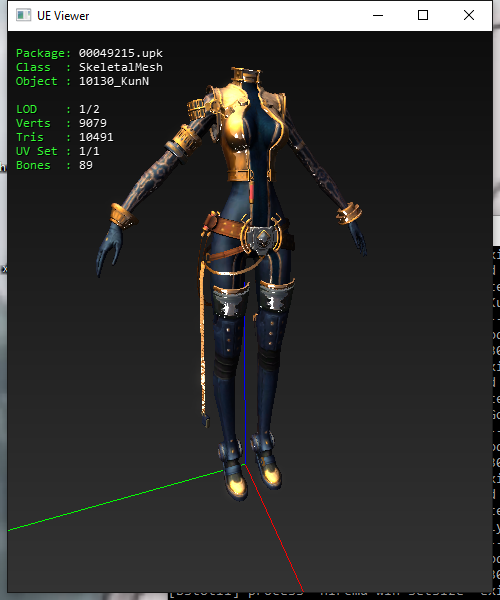 UE Viewer
Package: 00049215.upk
Class : SkeletalMesh
Object : 10130_KunN
LOD : 1/2
Verts : 9079
Tris : 10491
UV Set : 1/1
Bones : 89